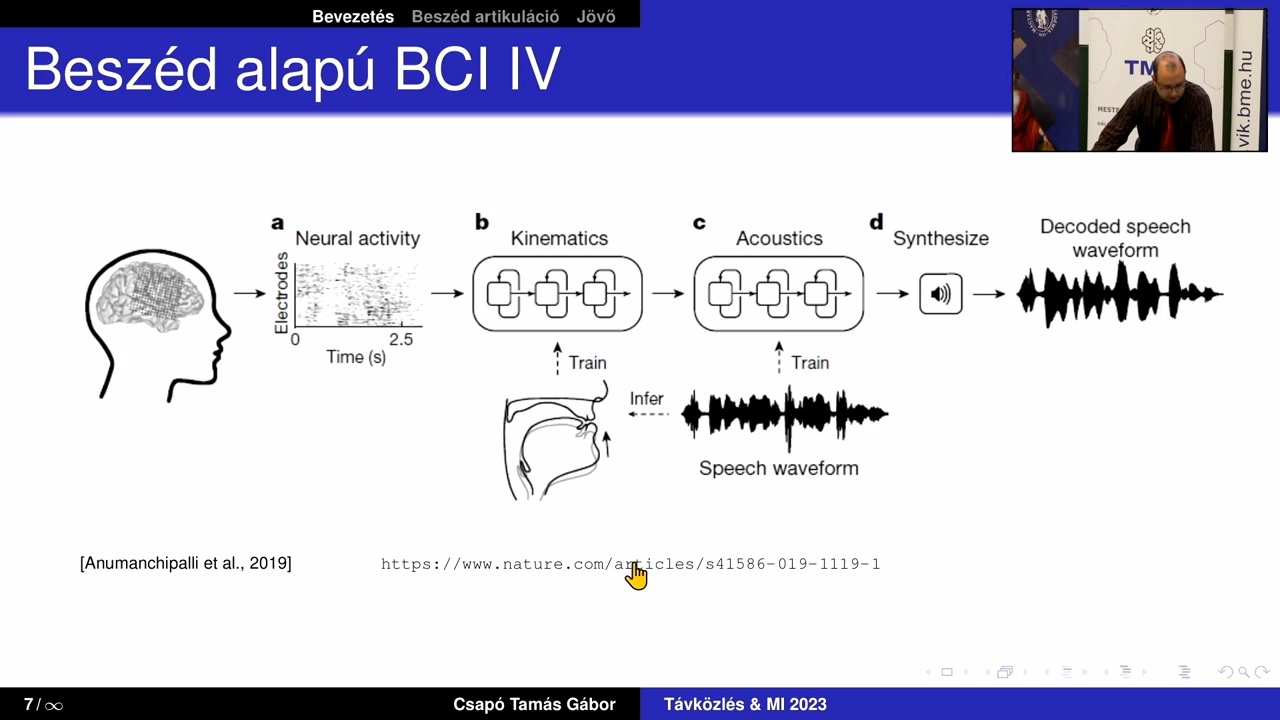 Bevezetés Beszéd artikuláció Jövő
Beszéd alapú BCI IV
TM
MESTE
vik.bme.hu
a Neural activity
Electrodes
0 2.5
Time (s)
b Kinematics
c Acoustics
d Synthesize
Decoded speech
waveform
Train
Train
Infer
Speech waveform
[Anumanchipalli et al., 2019] https://www.nature.com/articles/s41586-019-1119-1
7 / ∞ Csapó Tamás Gábor Távközlés & MI 2023